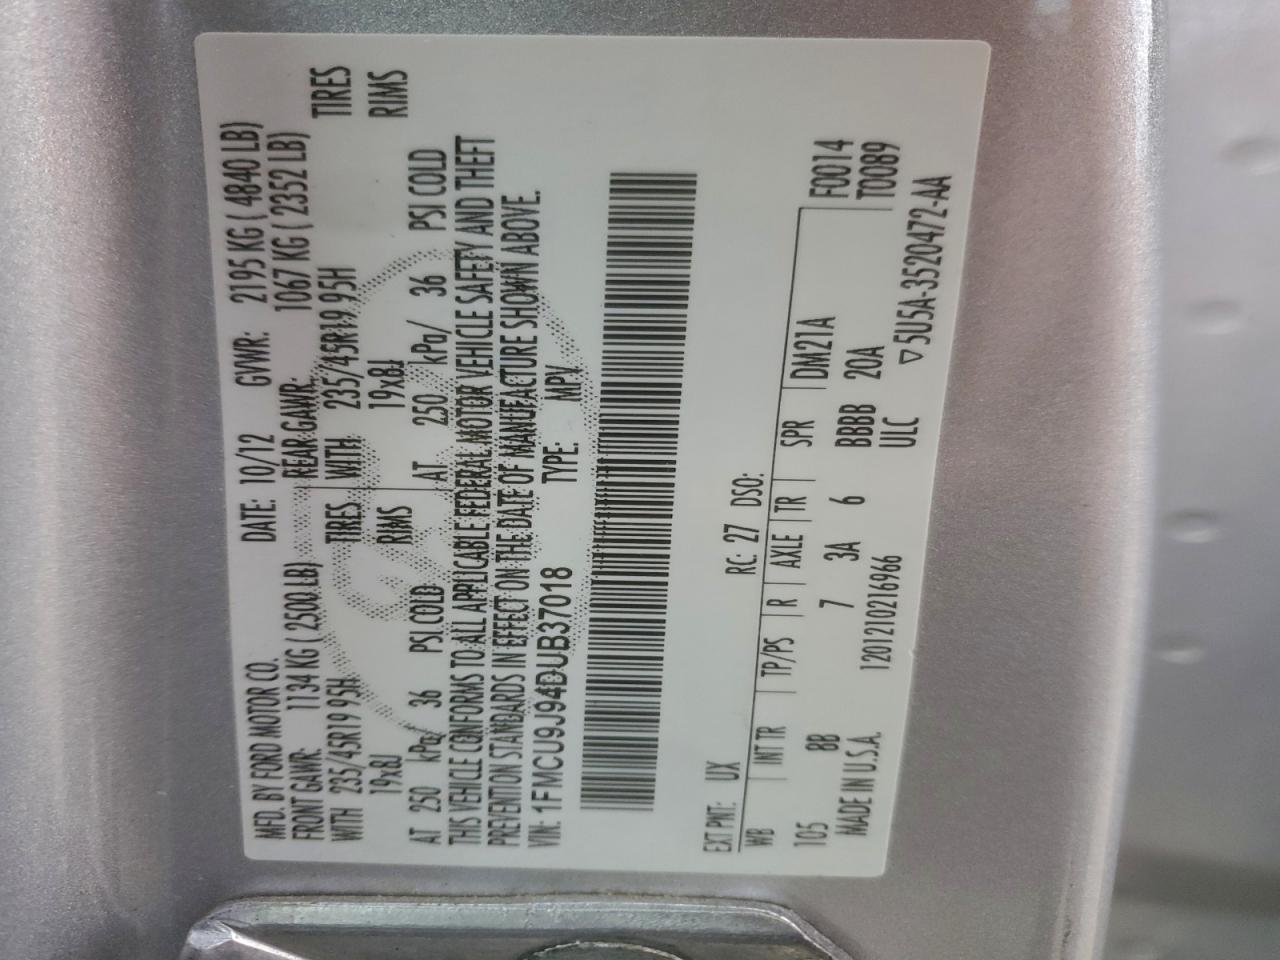 MFD. BY FORD MOTOR CO. DATE: 10/12 GVWR: 2195 KG ( 4840 LB)
FRONT GAWR: 1134 KG ( 2500 LB) REAR GAWR: 1067 KG ( 2352 LB)
WITH 235/45R19 95H TIRES WITH 235/45R19 95H TIRES
19x8J RIMS 19x8J RIMS
AT 250 kPa/ 36 PSI COLD AT 250 kPa/ 36 PSI COLD
THIS VEHICLE CONFORMS TO ALL APPLICABLE FEDERAL MOTOR VEHICLE SAFETY AND THEFT
PREVENTION STANDARDS IN EFFECT ON THE DATE OF MANUFACTURE SHOWN ABOVE.
VIN: 1FMCU9J94DUB37018 TYPE: MPV
EXT PNT: UX RC: 27 DSO:
WB INT TR TP/PS R AXLE TR SPR DM21A F0014
105 BB 7 3A 6 BBBB 20A T0089
MADE IN U.S.A. 1201210216966 ULC ▽5U5A-3520472-AA